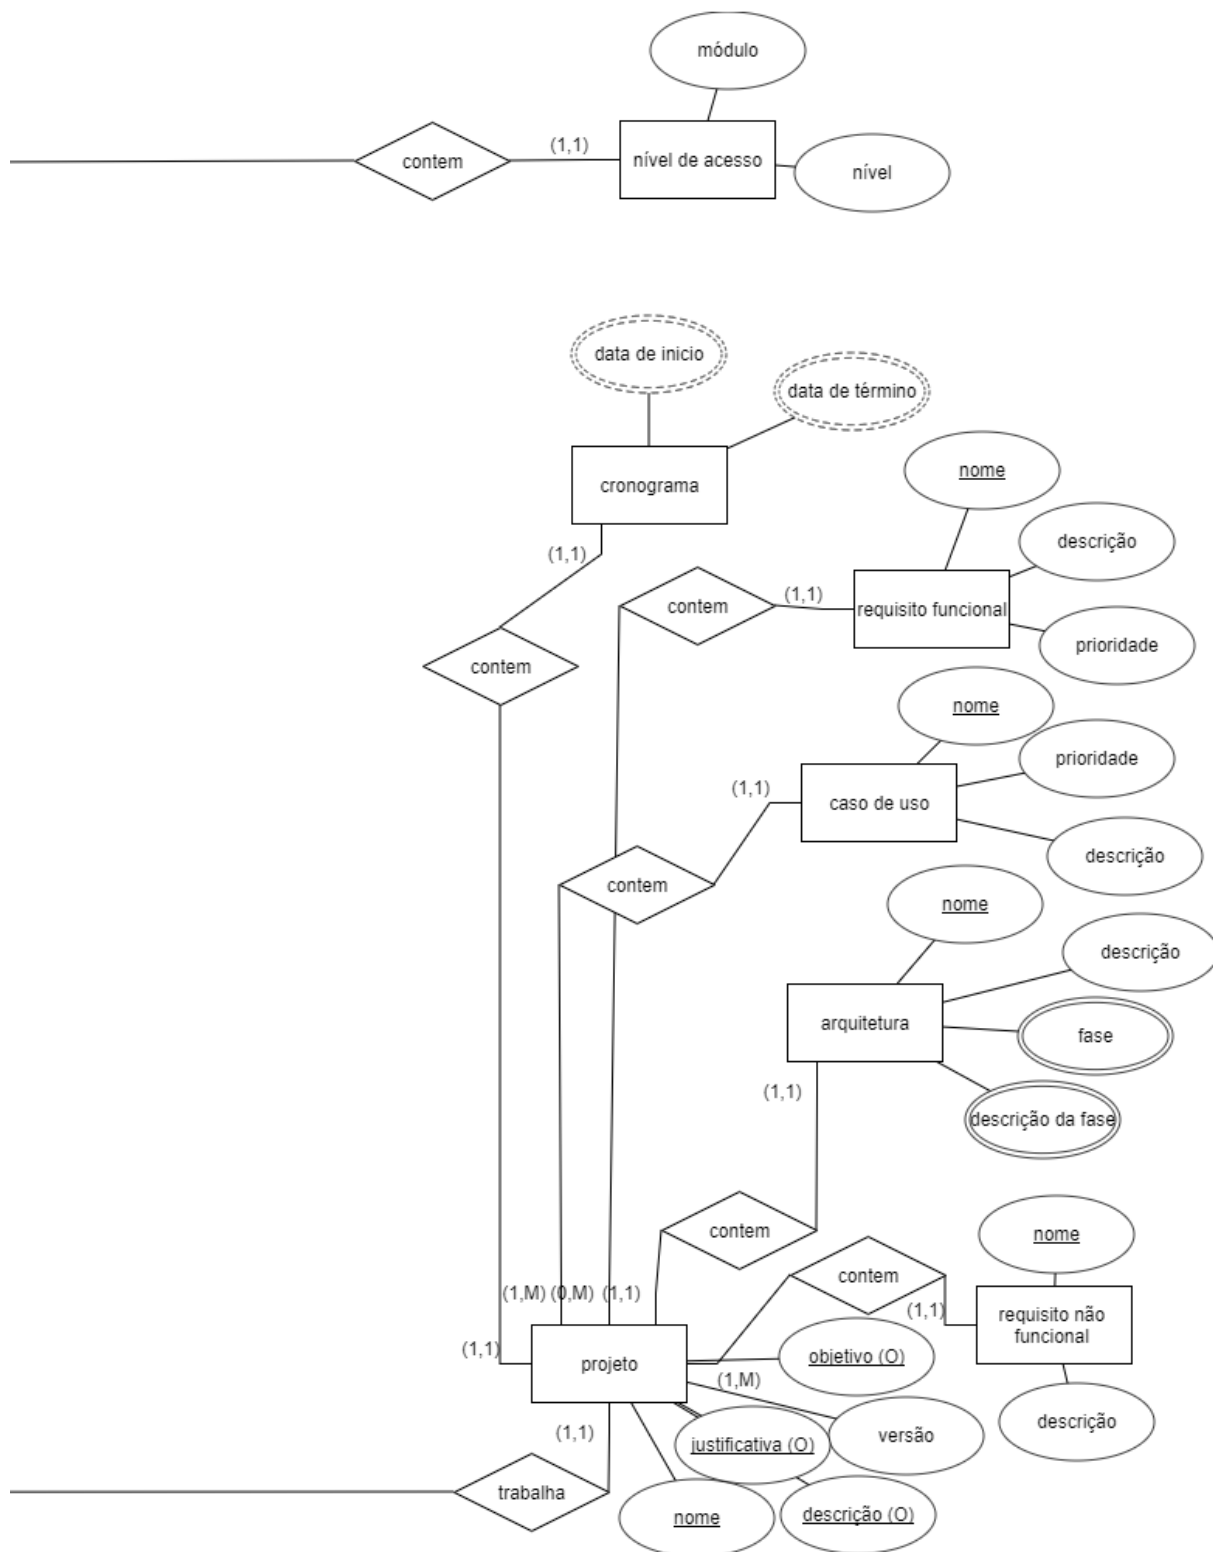 módulo
contem
(1,1)
nível de acesso
nível
data de inicio
data de término
cronograma
nome
descrição
(1,1)
contem
(1,1)
requisito funcional
prioridade
contem
nome
prioridade
(1,1)
caso de uso
contem
descrição
nome
descrição
arquitetura
fase
(1,1)
descrição da fase
contem
nome
contem
(1,M)
(0,M)
(1,1)
(1,1)
requisito não
funcional
(1,1)
projeto
objetivo (O)
(1,M)
descrição
(1,1)
justificativa (O)
versão
trabalha
nome
descrição (O)